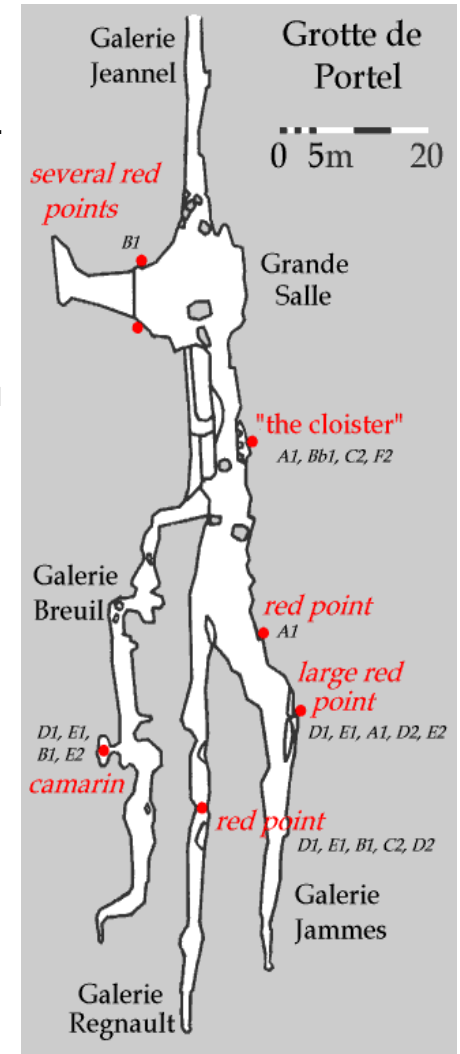 Galerie
Jeannel
Grotte de
Portel
0 5m 20
several red
points
B1
Grande
Salle
"the cloister"
A1, Bb1, C2, F2
Galerie
Breuil
red point
A1
large red
point
D1, E1, A1, D2, E2
D1, E1,
B1, E2
camarin
red point
D1, E1, B1, C2, D2
Galerie
Jammes
Galerie
Regnault